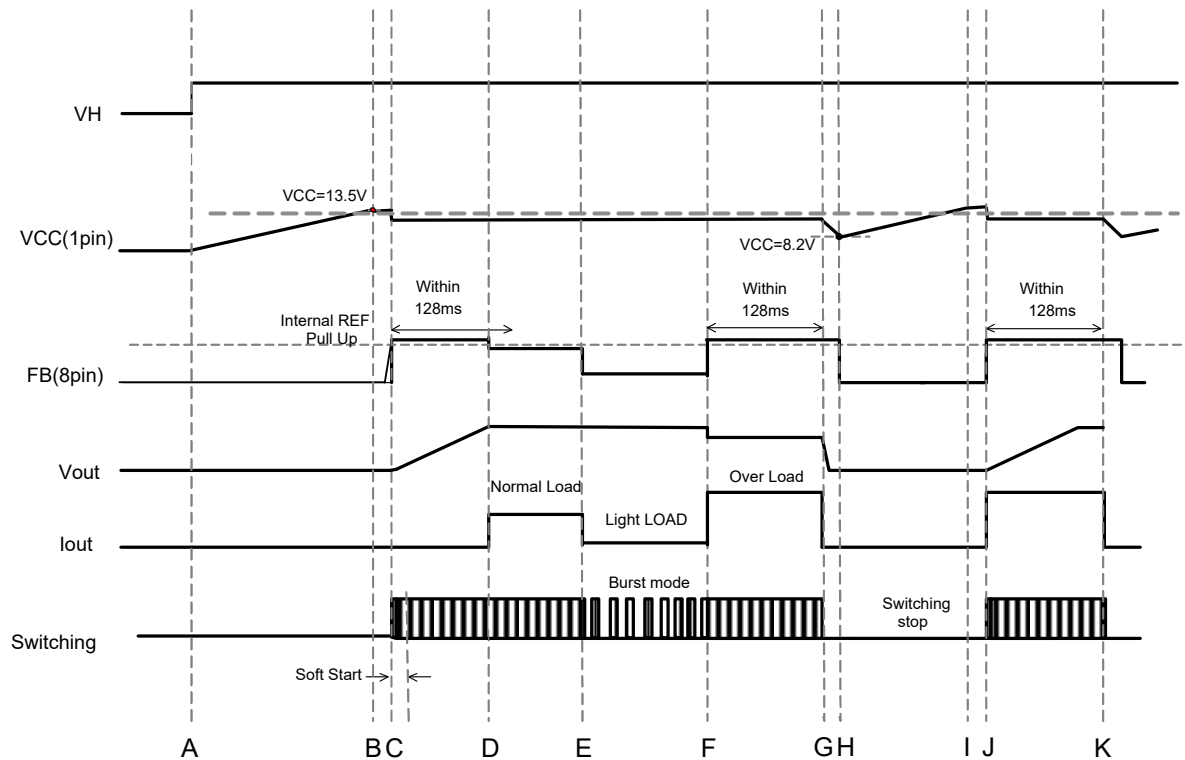 VH
VCC=13.5V
VCC(1pin)
VCC=8.2V
Within
128ms
Within
128ms
Within
128ms
Internal REF
Pull Up
FB(8pin)
Vout
Normal Load
Light LOAD
Over Load
Iout
Burst mode
Switching
stop
Switching
Soft Start
A
B
C
D
E
F
G
H
I
J
K